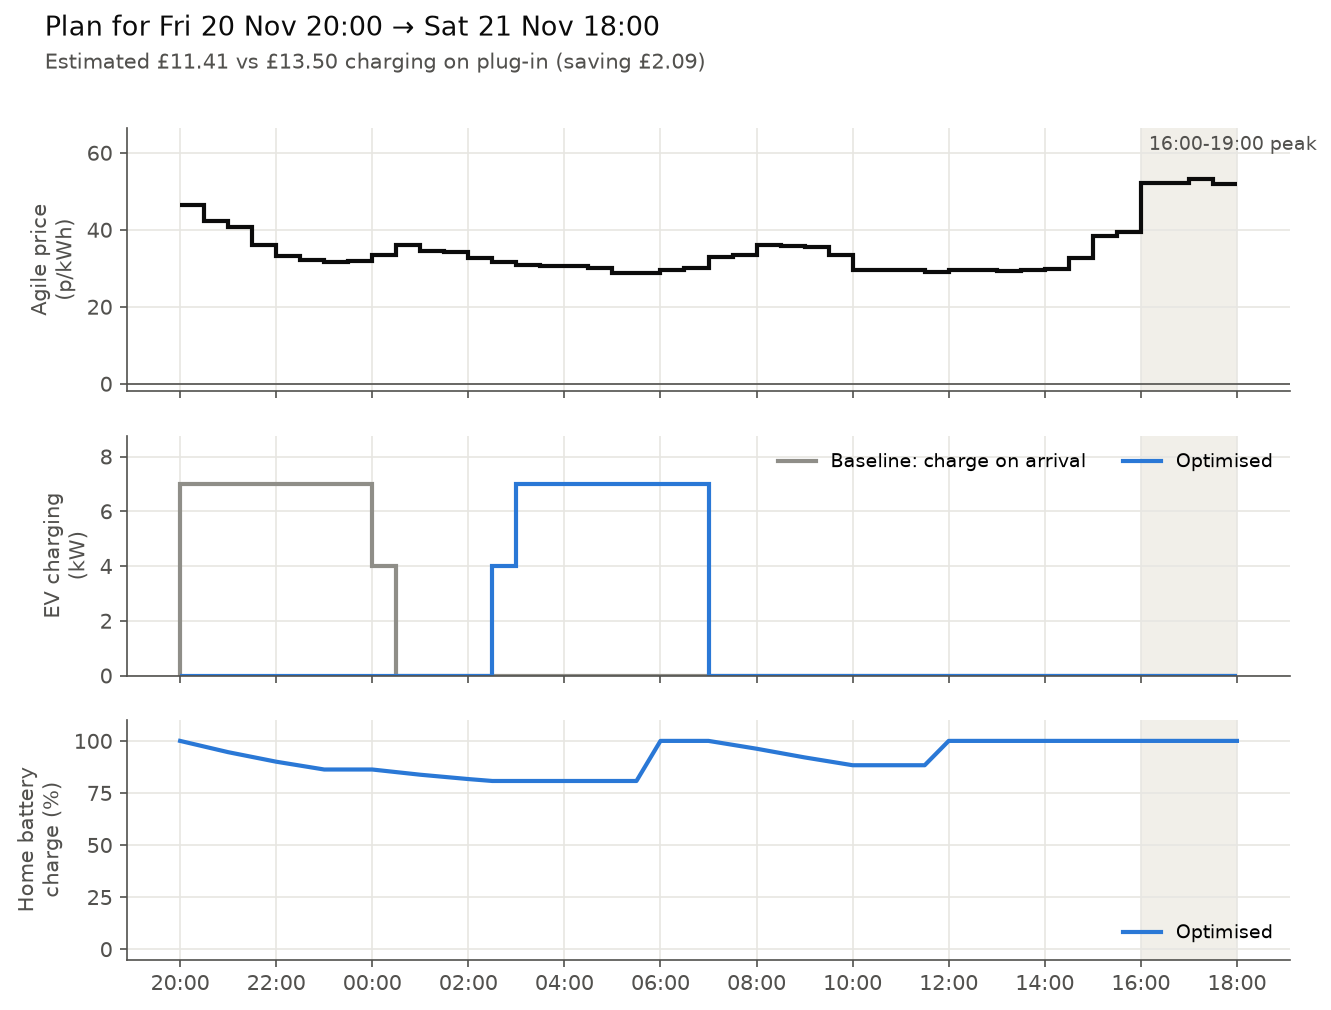 Plan for Fri 20 Nov 20:00 → Sat 21 Nov 18:00
Estimated £11.41 vs £13.50 charging on plug-in (saving £2.09)
16:00-19:00 peak
Agile price
(p/kWh)
60
40
20
0
Baseline: charge on arrival
Optimised
EV charging
(kW)
8
6
4
2
0
Home battery
charge (%)
100
75
50
25
0
Optimised
20:00
22:00
00:00
02:00
04:00
06:00
08:00
10:00
12:00
14:00
16:00
18:00